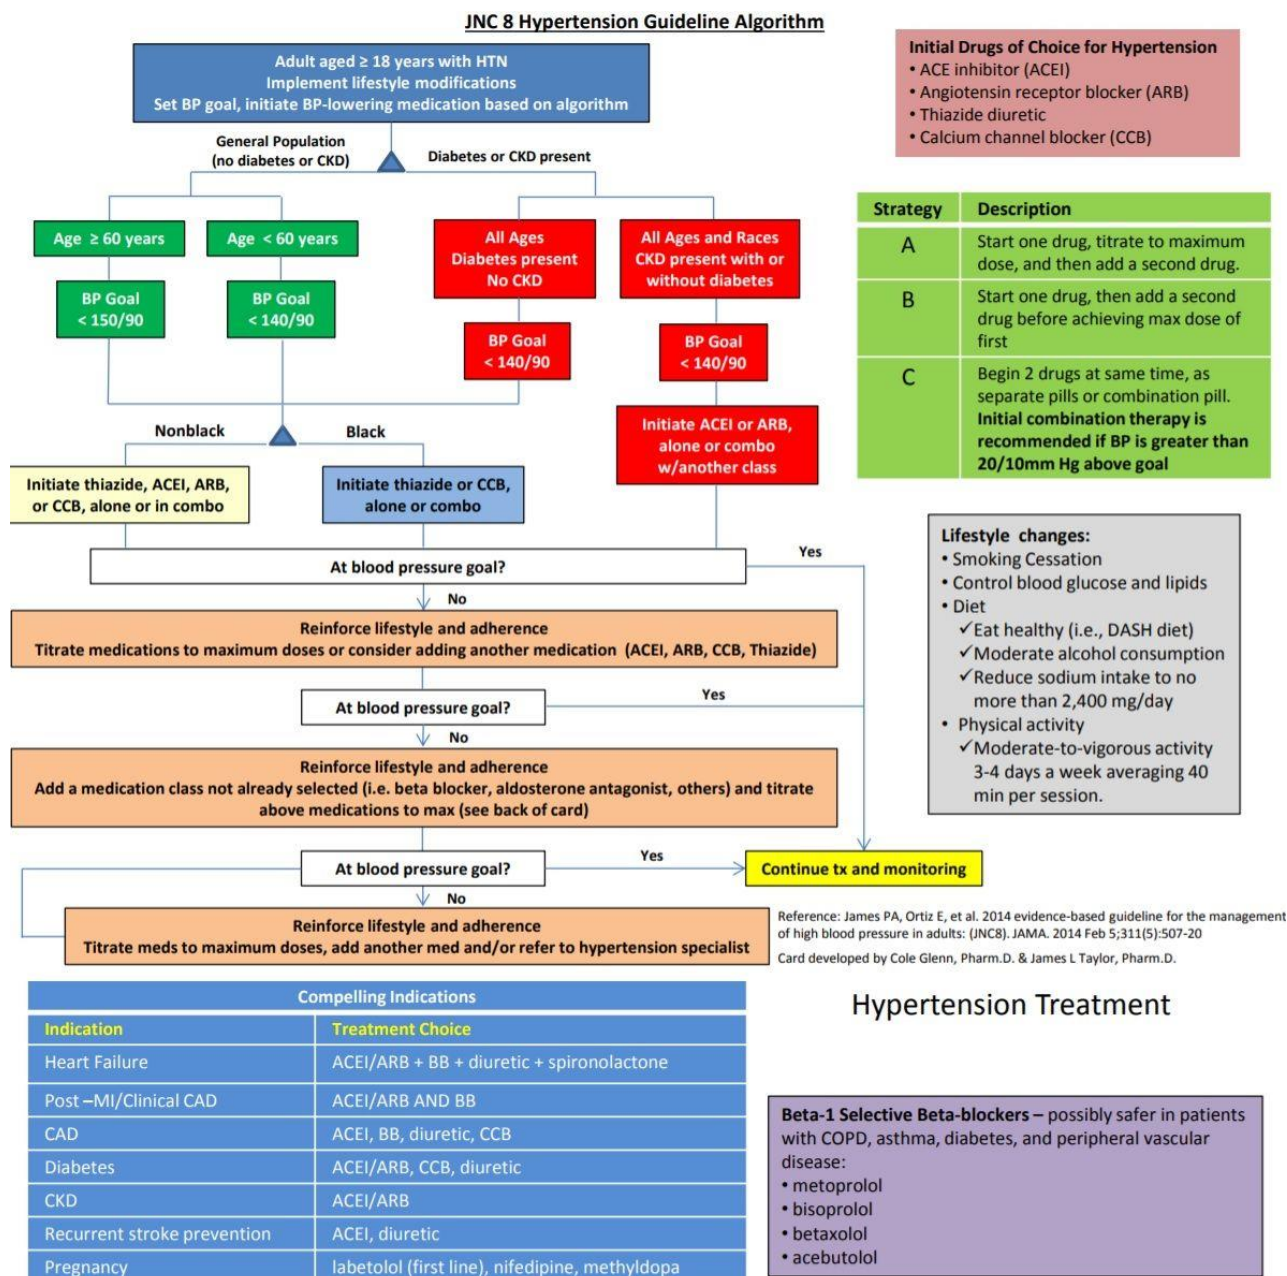 JNC 8 Hypertension Guideline Algorithm
Adult aged ≥ 18 years with HTN
Implement lifestyle modifications
Set BP goal, initiate BP-lowering medication based on algorithm
General Population
(no diabetes or CKD)
Diabetes or CKD present
Age ≥ 60 years
Age < 60 years
All Ages
Diabetes present
No CKD
All Ages and Races
CKD present with or
without diabetes
BP Goal
< 150/90
BP Goal
< 140/90
BP Goal
< 140/90
BP Goal
< 140/90
Nonblack
Black
Initiate thiazide, ACEI, ARB,
or CCB, alone or in combo
Initiate thiazide or CCB,
alone or combo
Initiate ACEI or ARB,
alone or combo
w/another class
At blood pressure goal?
Yes
No
Reinforce lifestyle and adherence
Titrate medications to maximum doses or consider adding another medication (ACEI, ARB, CCB, Thiazide)
At blood pressure goal?
Yes
No
Reinforce lifestyle and adherence
Add a medication class not already selected (i.e. beta blocker, aldosterone antagonist, others) and titrate
above medications to max (see back of card)
At blood pressure goal?
Yes
Continue tx and monitoring
No
Reinforce lifestyle and adherence
Titrate meds to maximum doses, add another med and/or refer to hypertension specialist
Initial Drugs of Choice for Hypertension
• ACE inhibitor (ACEI)
• Angiotensin receptor blocker (ARB)
• Thiazide diuretic
• Calcium channel blocker (CCB)
Strategy Description
A Start one drug, titrate to maximum
dose, and then add a second drug.
B Start one drug, then add a second
drug before achieving max dose of
first
C Begin 2 drugs at same time, as
separate pills or combination pill.
Initial combination therapy is
recommended if BP is greater than
20/10mm Hg above goal
Lifestyle changes:
• Smoking Cessation
• Control blood glucose and lipids
• Diet
✓Eat healthy (i.e., DASH diet)
✓Moderate alcohol consumption
✓Reduce sodium intake to no
more than 2,400 mg/day
• Physical activity
✓Moderate-to-vigorous activity
3-4 days a week averaging 40
min per session.
Reference: James PA, Ortiz E, et al. 2014 evidence-based guideline for the management
of high blood pressure in adults: (JNC8). JAMA. 2014 Feb 5;311(5):507-20
Card developed by Cole Glenn, Pharm.D. & James L Taylor, Pharm.D.
Compelling Indications
Indication Treatment Choice
Heart Failure ACEI/ARB + BB + diuretic + spironolactone
Post –MI/Clinical CAD ACEI/ARB AND BB
CAD ACEI, BB, diuretic, CCB
Diabetes ACEI/ARB, CCB, diuretic
CKD ACEI/ARB
Recurrent stroke prevention ACEI, diuretic
Pregnancy labetolol (first line), nifedipine, methyldopa
Hypertension Treatment
Beta-1 Selective Beta-blockers – possibly safer in patients
with COPD, asthma, diabetes, and peripheral vascular
disease:
• metoprolol
• bisoprolol
• betaxolol
• acebutolol